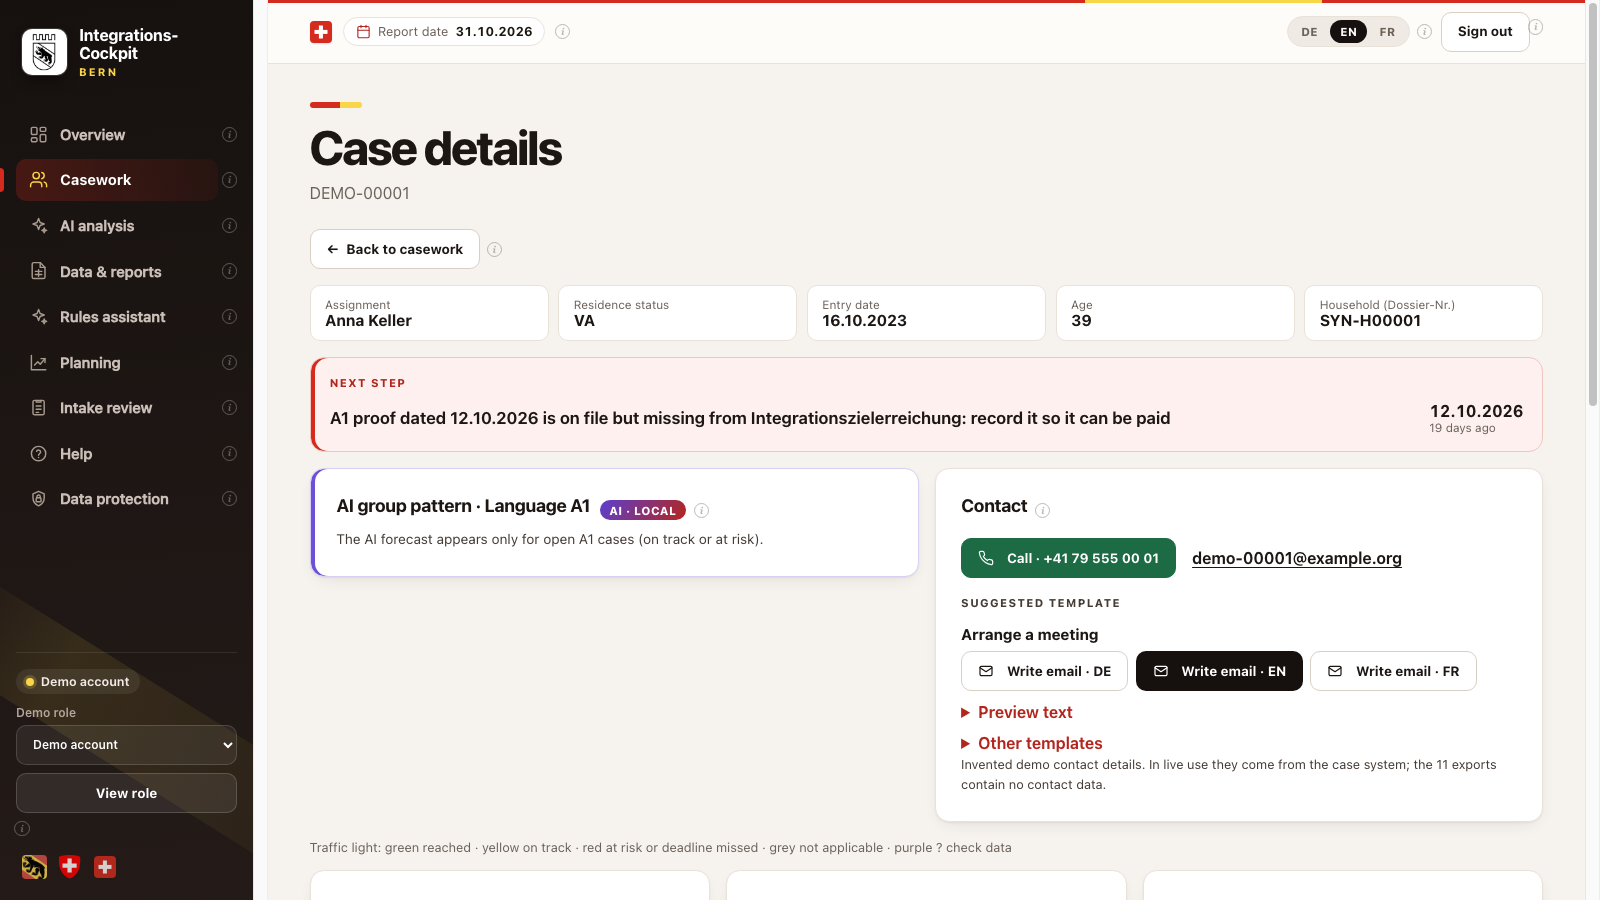 Integrations-
Cockpit
BERN
Overview
Casework
AI analysis
Data & reports
Rules assistant
Planning
Intake review
Help
Data protection
Demo account
Demo role
Demo account
View role
Report date 31.10.2026
DE EN FR
Sign out
Case details
DEMO-00001
← Back to casework
Assignment
Anna Keller
Residence status
VA
Entry date
16.10.2023
Age
39
Household (Dossier-Nr.)
SYN-H00001
NEXT STEP
A1 proof dated 12.10.2026 is on file but missing from Integrationszielerreichung: record it so it can be paid
12.10.2026
19 days ago
AI group pattern · Language A1 AI · LOCAL
The AI forecast appears only for open A1 cases (on track or at risk).
Contact
Call · +41 79 555 00 01
demo-00001@example.org
SUGGESTED TEMPLATE
Arrange a meeting
Write email · DE
Write email · EN
Write email · FR
Preview text
Other templates
Invented demo contact details. In live use they come from the case system; the 11 exports
contain no contact data.
Traffic light: green reached · yellow on track · red at risk or deadline missed · grey not applicable · purple ? check data